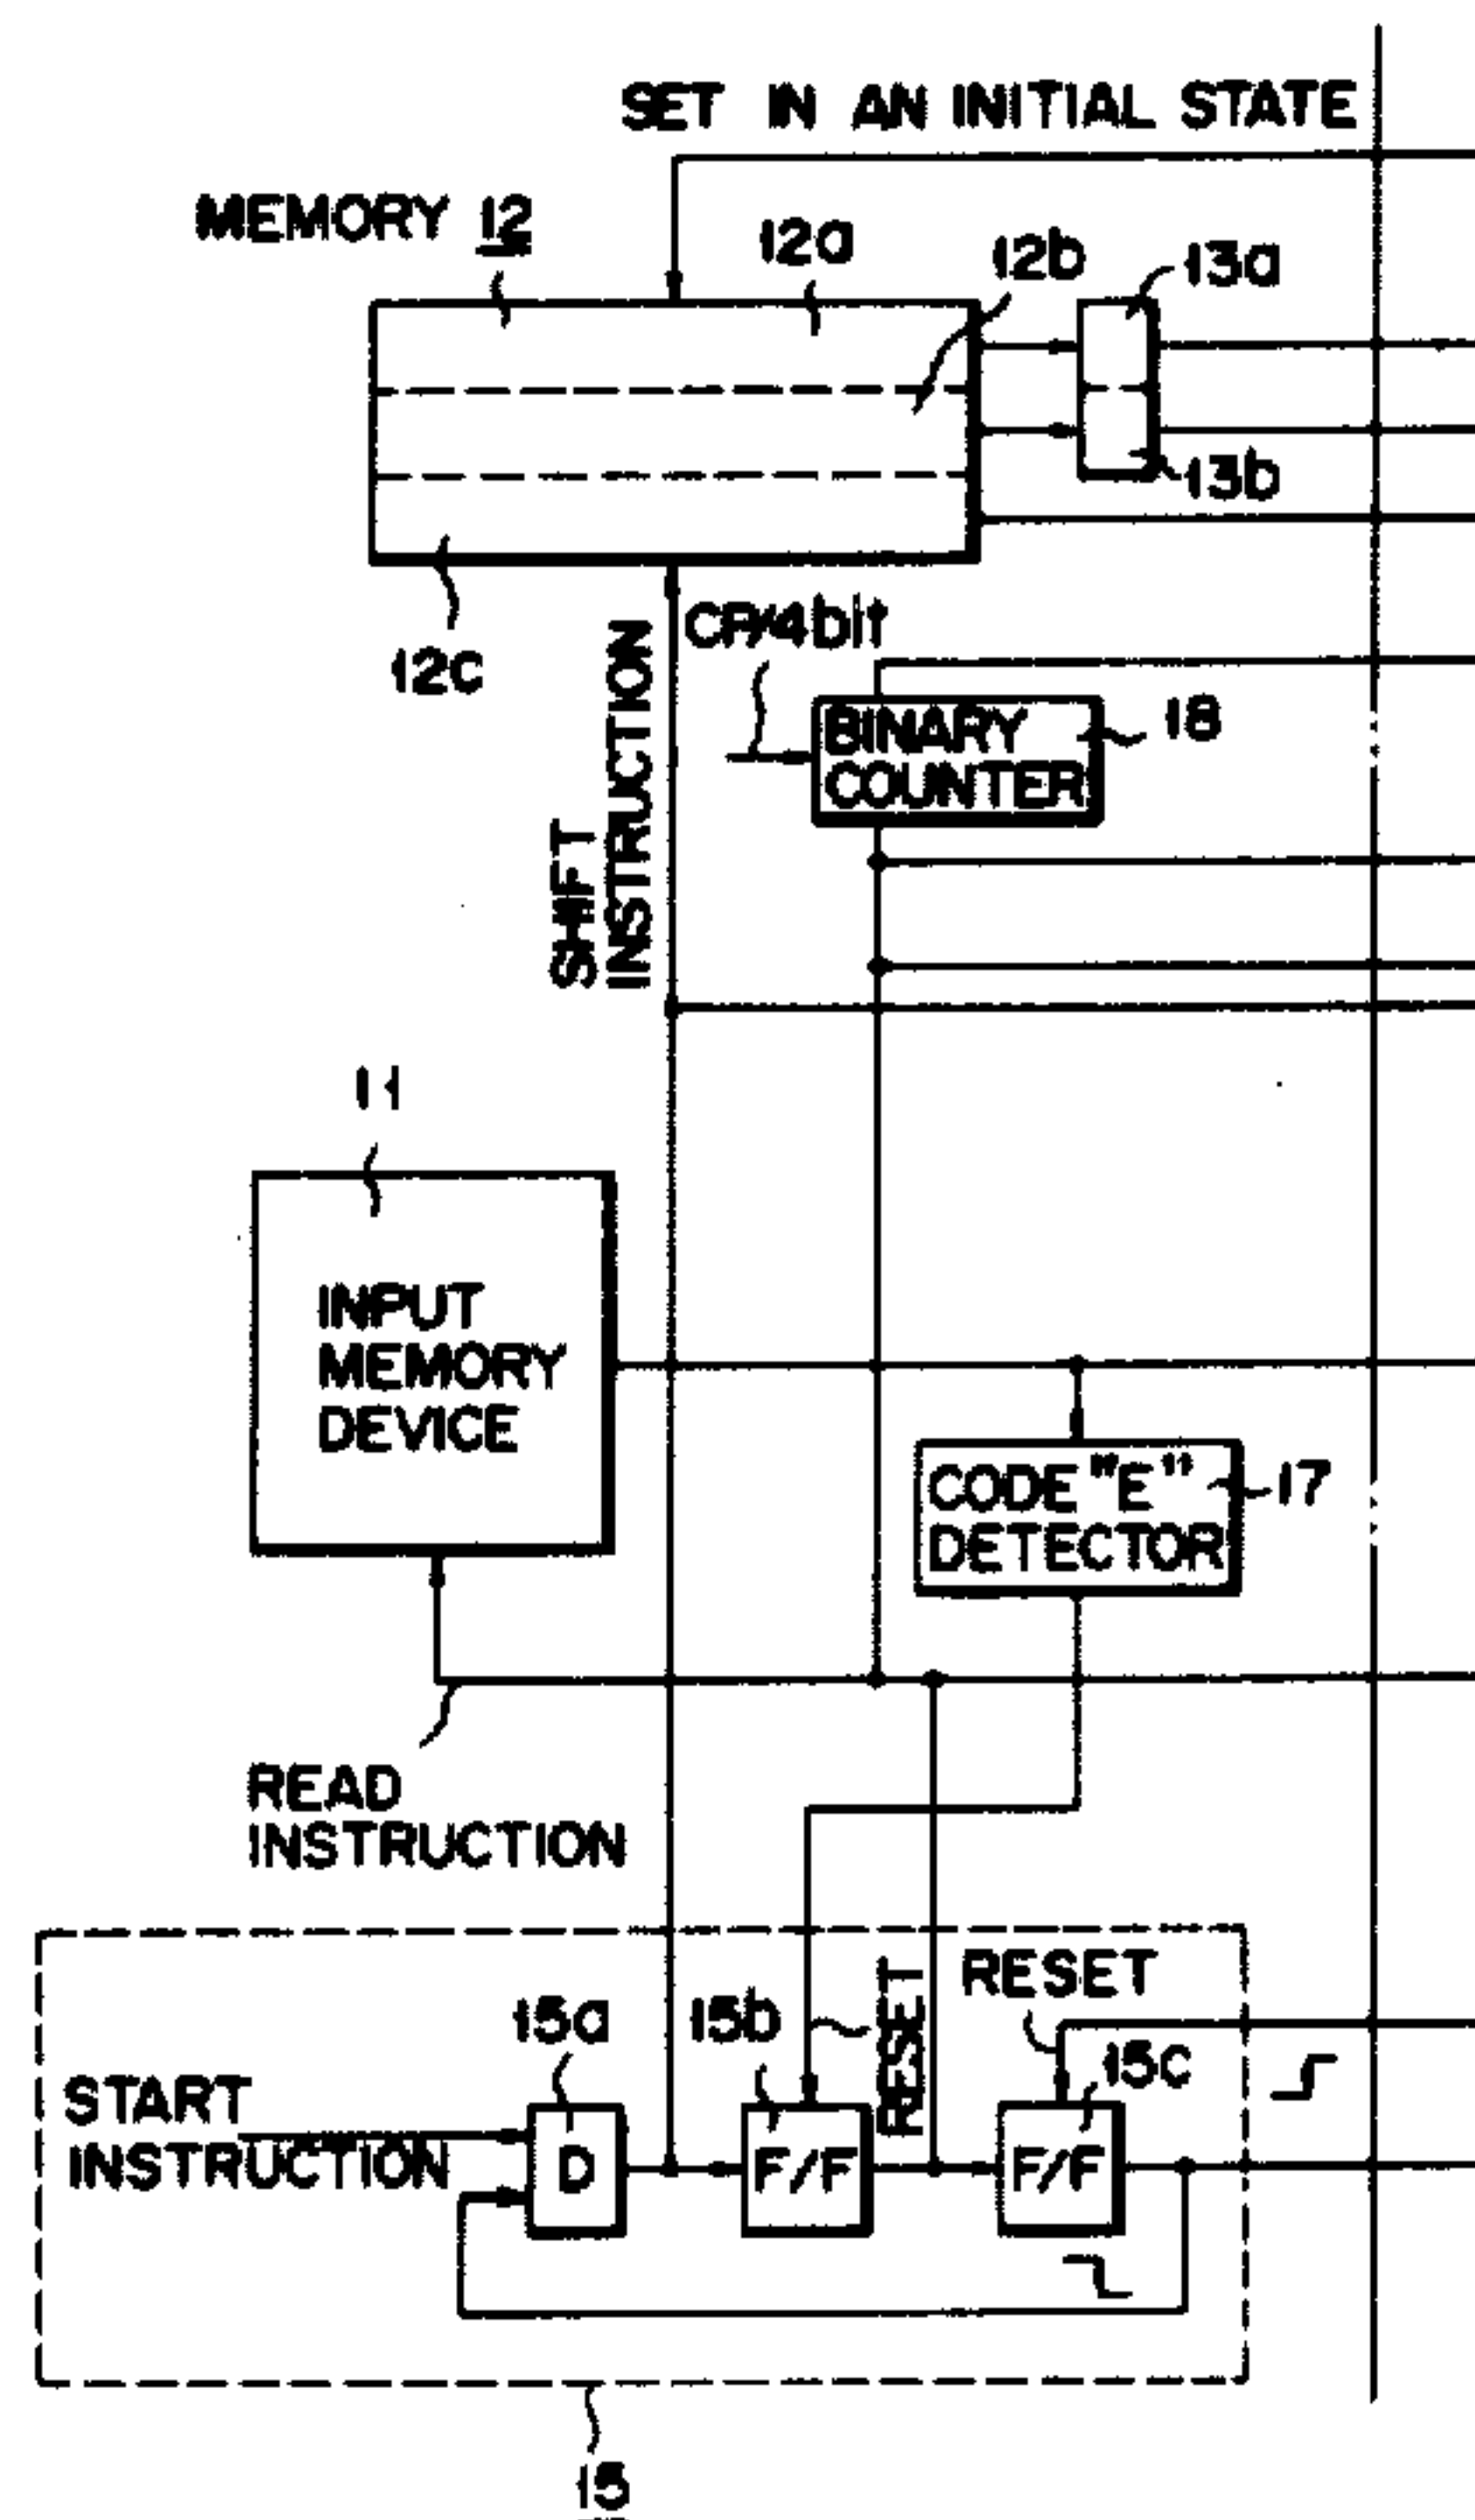 SET IN AN INITIAL STATE
MEMORY 12
12a
12b
13a
13b
12c
CP/4bit
SHIFT
INSTRUCTION
BINARY
COUNTER
18
11
INPUT
MEMORY
DEVICE
CODE "E"
DETECTOR
17
READ
INSTRUCTION
RESET
15a
15b
RESET
15c
START
INSTRUCTION
D
F/F
F/F
15